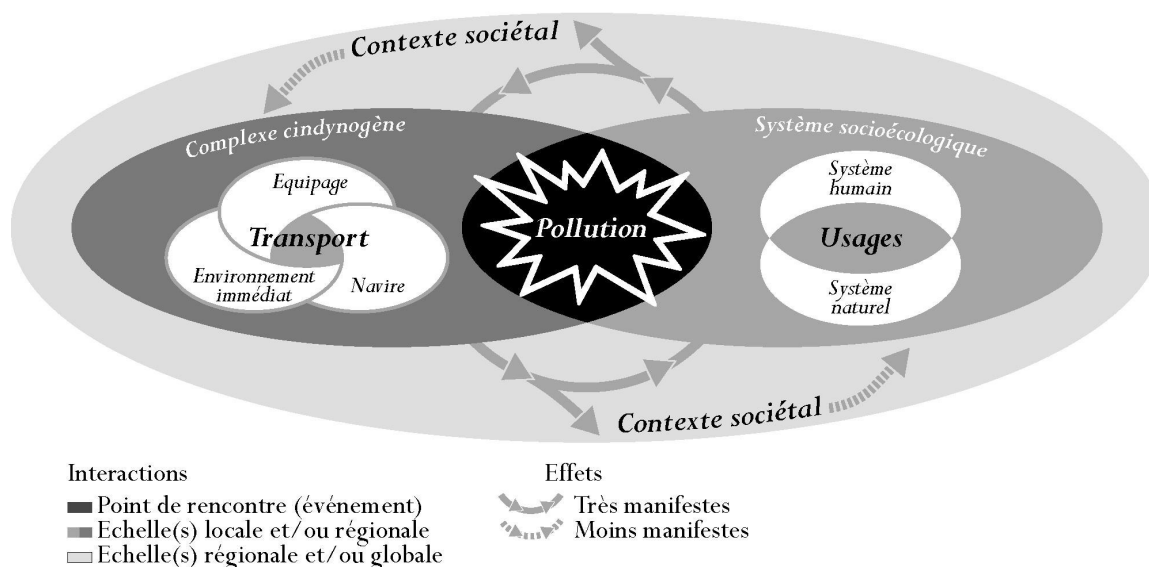 Contexte sociétal
Complexe cindynogène
Système socioécologique
Equipage
Transport
Environnement
immédiat
Navire
Pollution
Système
humain
Usages
Système
naturel
Contexte sociétal
Interactions
Point de rencontre (événement)
Echelle(s) locale et/ou régionale
Echelle(s) régionale et/ou globale
Effets
Très manifestes
Moins manifestes